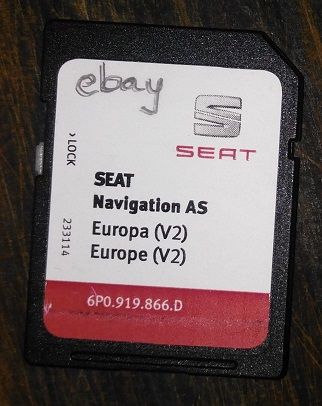 ebay
SEAT
› LOCK
SEAT
Navigation AS
Europa (V2)
Europe (V2)
233114
6P0.919.866.D